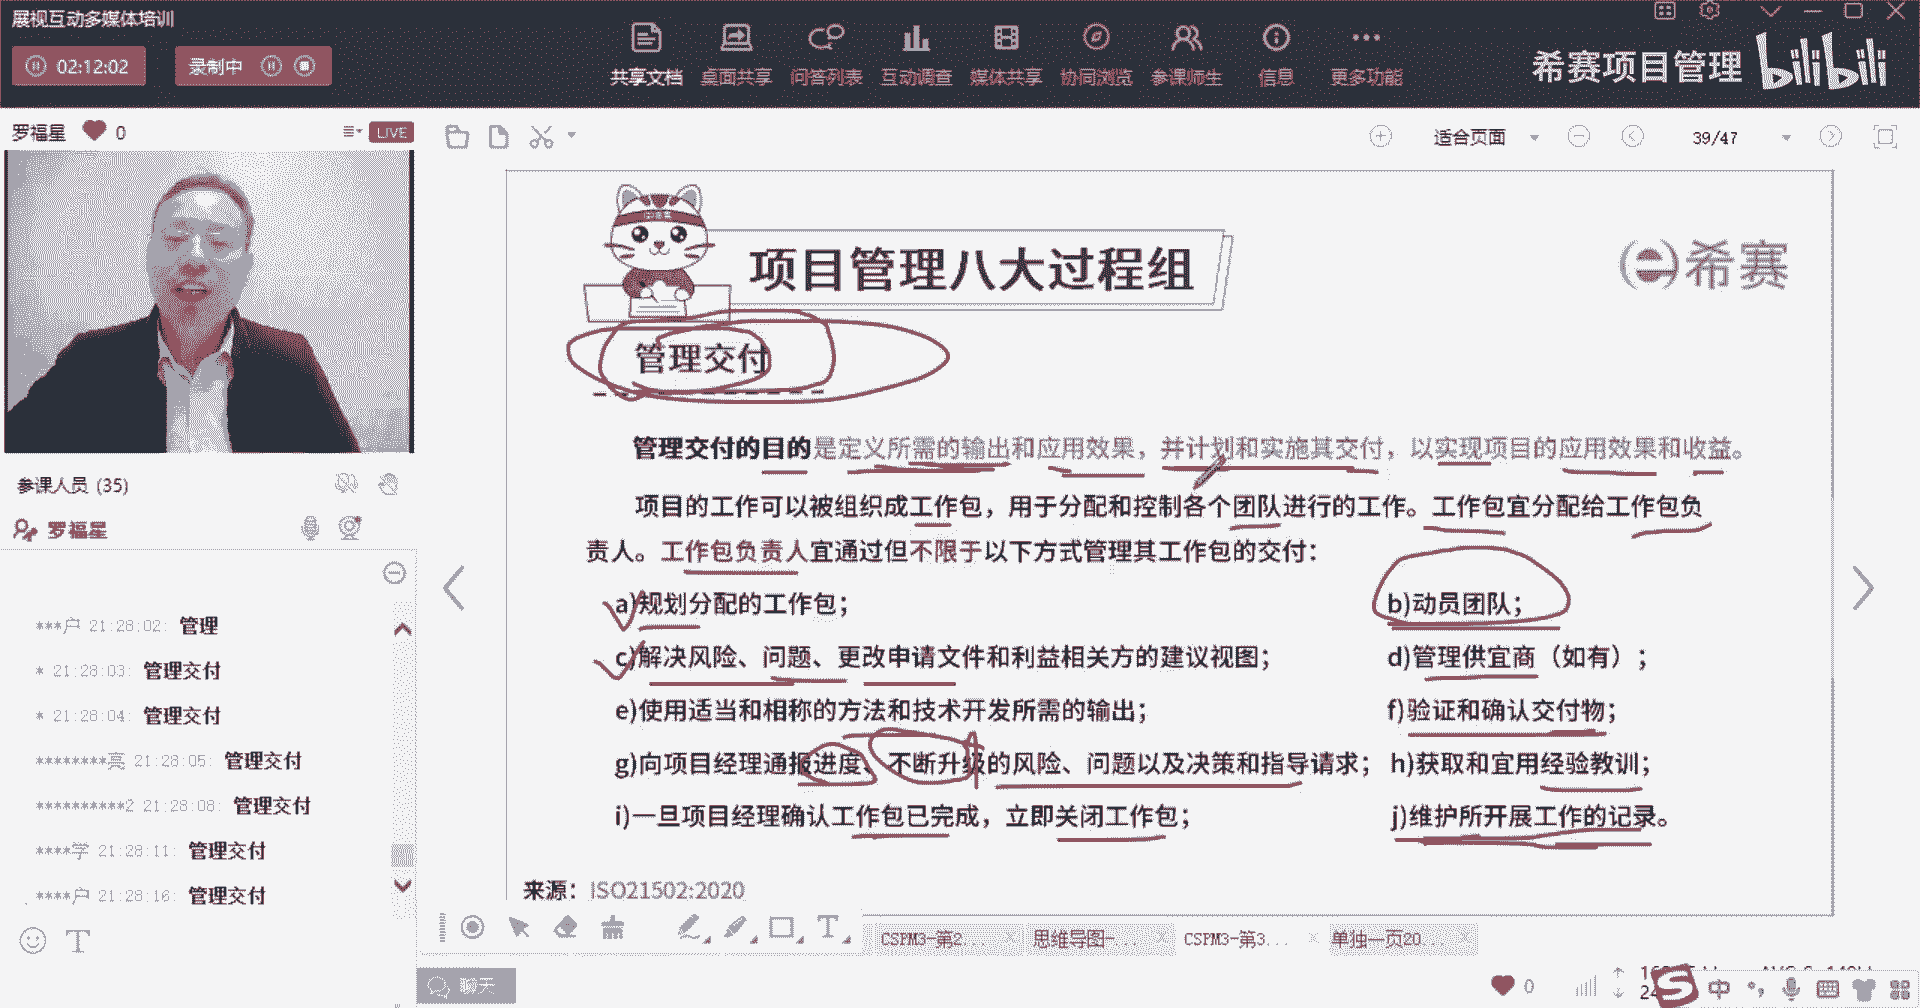 展视互动多媒体培训
02:12:02
录制中
共享文档 桌面共享 问答列表 互动调查 媒体共享 协同浏览 参课师生 信息 更多功能
希赛项目管理 bilibili
罗福星 0
LIVE
适合页面
39/47
项目管理八大过程组
希赛
管理交付
管理交付的目的是定义所需的输出和应用效果，并计划和实施其交付，以实现项目的应用效果和收益。
项目的工作可以被组织成工作包，用于分配和控制各个团队进行的工作。工作包宜分配给工作包负
责人。工作包负责人宜通过但不限于以下方式管理其工作包的交付：
a)规划分配的工作包； b)动员团队；
c)解决风险、问题、更改申请文件和利益相关方的建议视图； d)管理供宜商（如有）；
e)使用适当和相称的方法和技术开发所需的输出； f)验证和确认交付物；
g)向项目经理通报进度、不断升级的风险、问题以及决策和指导请求； h)获取和宜用经验教训；
i)一旦项目经理确认工作包已完成，立即关闭工作包； j)维护所开展工作的记录。
来源：ISO21502:2020
参课人员 (35)
罗福星
***户 21:28:02: 管理
* 21:28:03: 管理交付
* 21:28:04: 管理交付
********亮 21:28:05: 管理交付
**********2 21:28:08: 管理交付
****学 21:28:11: 管理交付
****户 21:28:16: 管理交付
T
T
CSPM3-第2... 思维导图-... CSPM3-第3... 单独一页20...
聊天
0
S 中